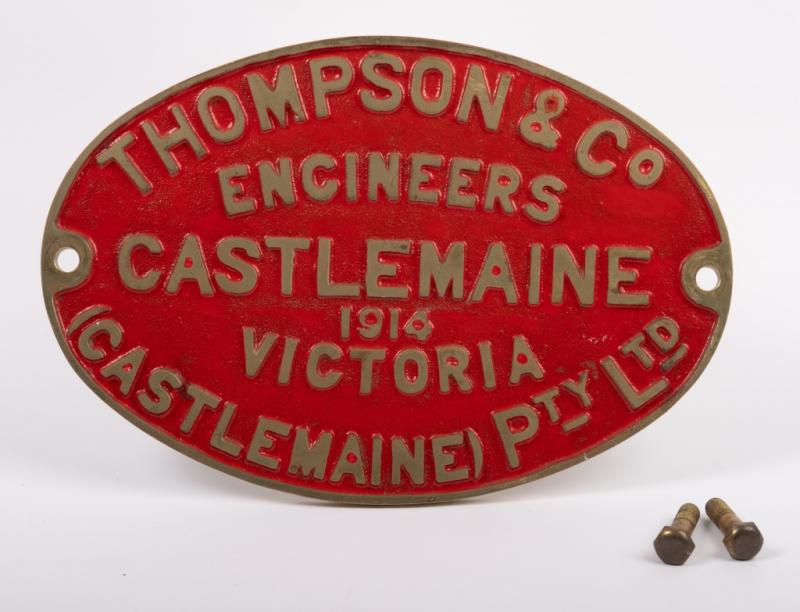 THOMPSON & CO
ENGINEERS
CASTLEMAINE
1914
VICTORIA
(CASTLEMAINE) PTY LTD